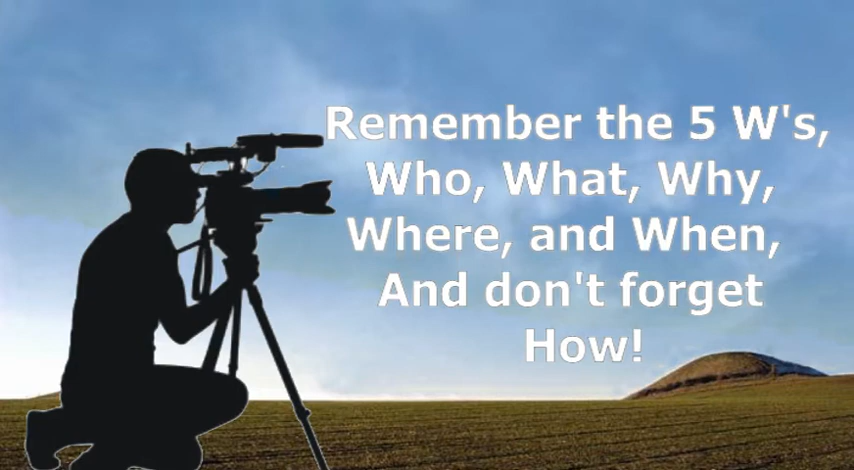 Remember the 5 W's,
Who, What, Why,
Where, and When,
And don't forget
How!